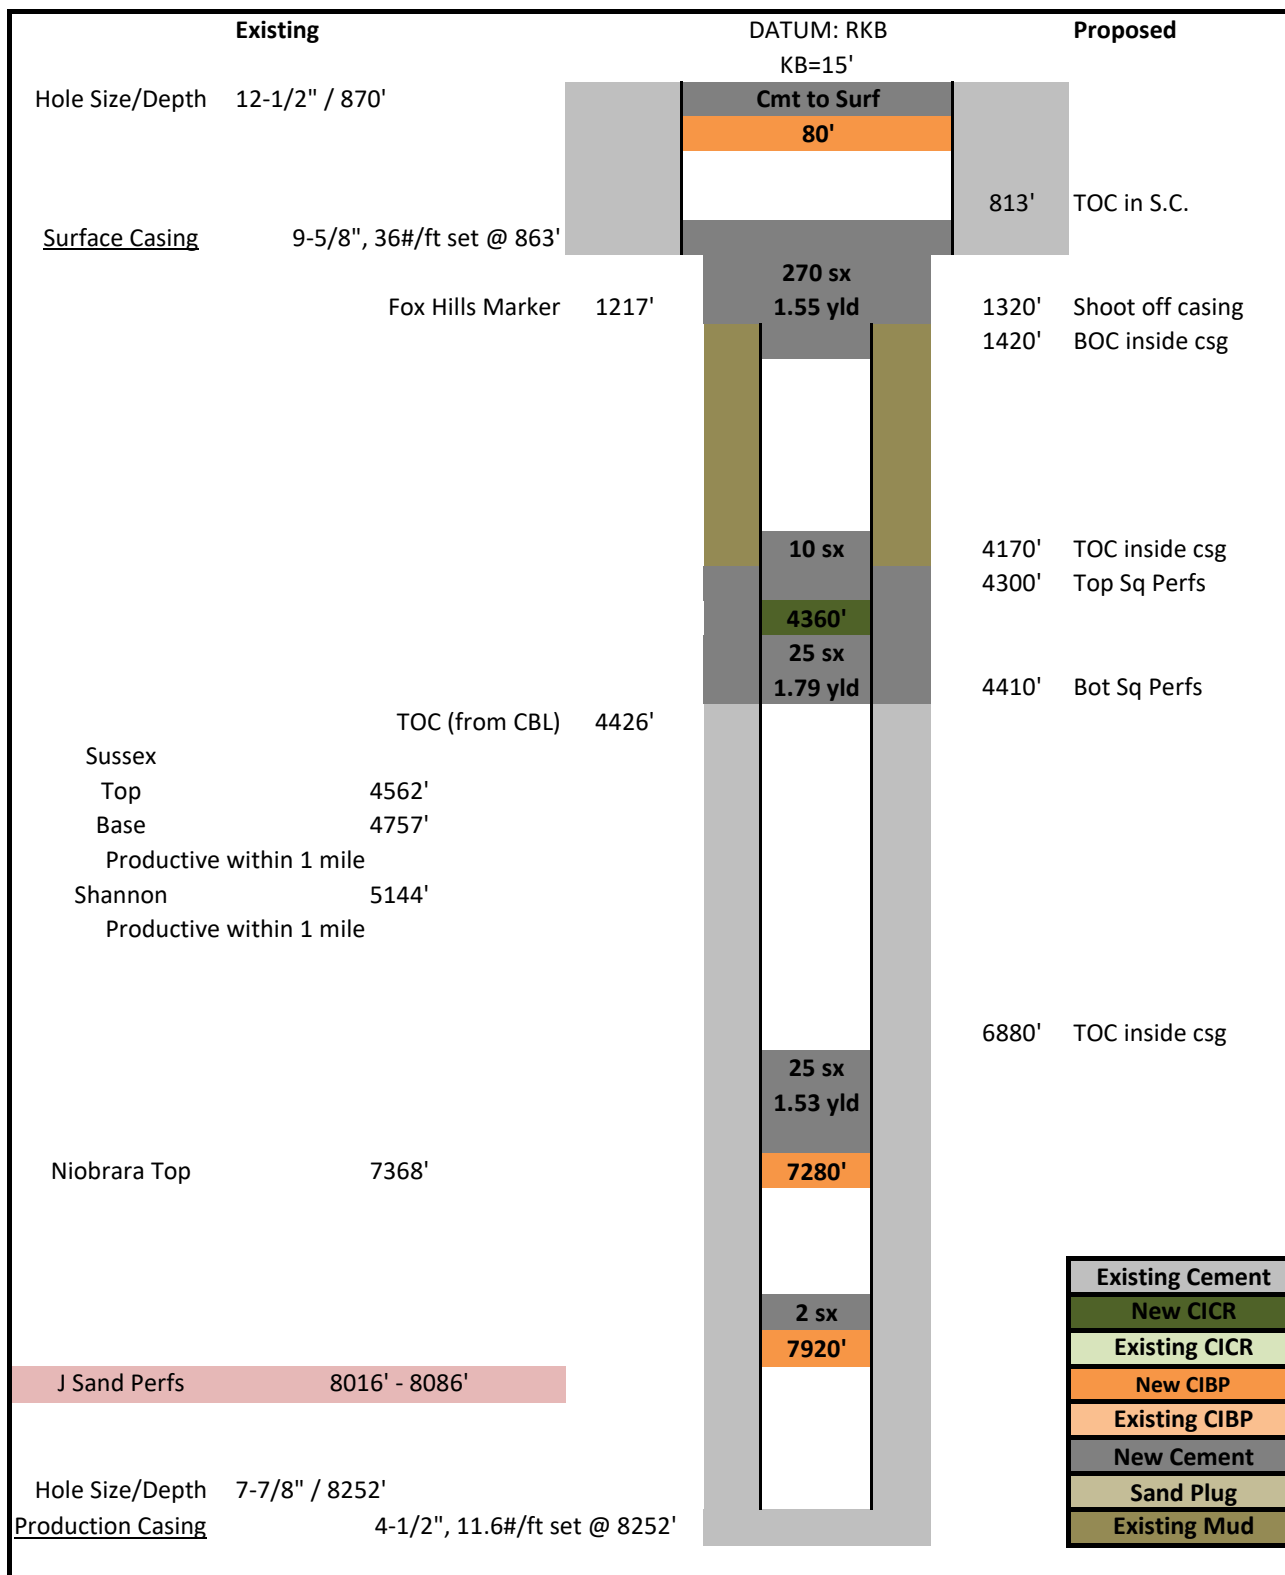 Existing DATUM: RKB Proposed
KB=15'
Hole Size/Depth 12-1/2" / 870' Cmt to Surf
80'
813' TOC in S.C.
Surface Casing 9-5/8", 36#/ft set @ 863'
270 sx
Fox Hills Marker 1217' 1.55 yld 1320' Shoot off casing
1420' BOC inside csg
10 sx 4170' TOC inside csg
4300' Top Sq Perfs
4360'
25 sx
1.79 yld 4410' Bot Sq Perfs
TOC (from CBL) 4426'
Sussex
Top 4562'
Base 4757'
Productive within 1 mile
Shannon 5144'
Productive within 1 mile
6880' TOC inside csg
25 sx
1.53 yld
Niobrara Top 7368' 7280'
Existing Cement
2 sx New CICR
7920' Existing CICR
J Sand Perfs 8016' - 8086' New CIBP
Existing CIBP
New Cement
Hole Size/Depth 7-7/8" / 8252' Sand Plug
Production Casing 4-1/2", 11.6#/ft set @ 8252' Existing Mud